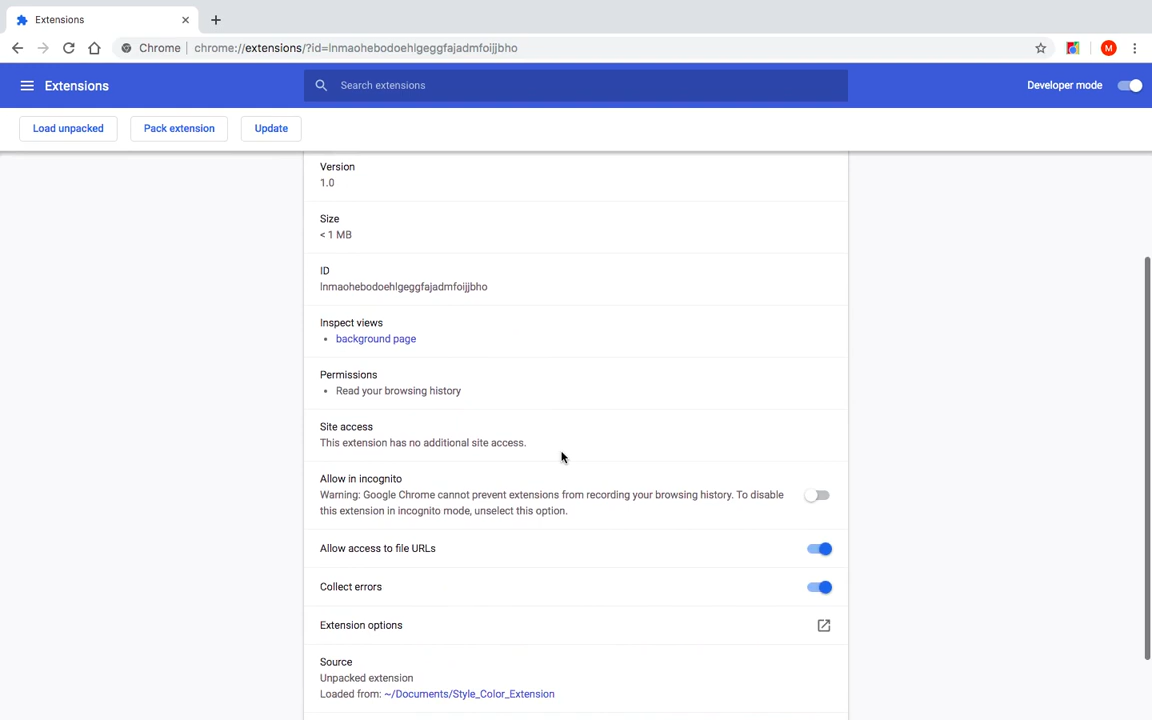 Extensions
Chrome
chrome://extensions/?id=lnmaohebodoehlgeggfajadmfoijjbho
M
Extensions
Search extensions
Developer mode
Load unpacked
Pack extension
Update
Version
1.0
Size
< 1 MB
ID
lnmaohebodoehlgeggfajadmfoijjbho
Inspect views
• background page
Permissions
• Read your browsing history
Site access
This extension has no additional site access.
Allow in incognito
Warning: Google Chrome cannot prevent extensions from recording your browsing history. To disable
this extension in incognito mode, unselect this option.
Allow access to file URLs
Collect errors
Extension options
Source
Unpacked extension
Loaded from: ~/Documents/Style_Color_Extension